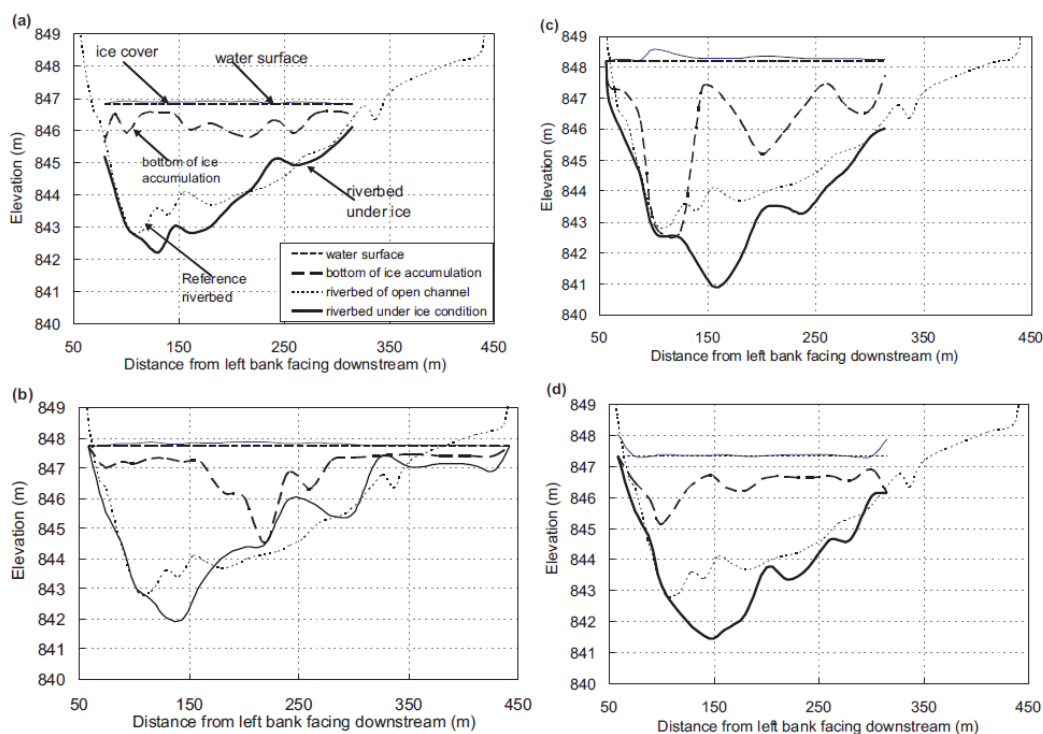 (a)
849
848
847
846
845
844
843
842
841
840
Elevation (m)
ice cover
water surface
bottom of ice
accumulation
riverbed
under ice
Reference
riverbed
water surface
bottom of ice accumulation
riverbed of open channel
riverbed under ice condition
50 150 250 350 450
Distance from left bank facing downstream (m)
(b)
849
848
847
846
845
844
843
842
841
840
Elevation (m)
50 150 250 350 450
Distance from left bank facing downstream (m)
(c)
849
848
847
846
845
844
843
842
841
840
Elevation (m)
50 150 250 350 450
Distance from left bank facing downstream (m)
(d)
849
848
847
846
845
844
843
842
841
840
Elevation (m)
50 150 250 350 450
Distance from left bank facing downstream (m)